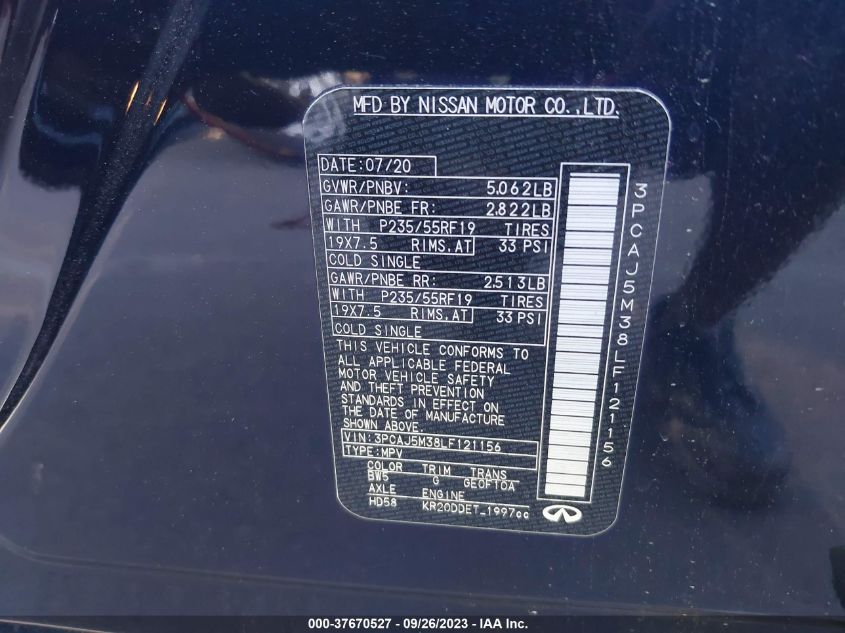 MFD BY NISSAN MOTOR CO.,LTD.
DATE:07/20
GVWR/PNBV: 5.062LB
GAWR/PNBE FR: 2.822LB
WITH P235/55RF19 TIRES
19X7.5 RIMS.AT 33 PSI
COLD SINGLE
GAWR/PNBE RR: 2.513LB
WITH P235/55RF19 TIRES
19X7.5 RIMS.AT 33 PSI
COLD SINGLE
THIS VEHICLE CONFORMS TO
ALL APPLICABLE FEDERAL
MOTOR VEHICLE SAFETY
AND THEFT PREVENTION
STANDARDS IN EFFECT ON
THE DATE OF MANUFACTURE
SHOWN ABOVE.
VIN:3PCAJ5M38LF121156
TYPE:MPV
COLOR TRIM TRANS
BW5 G GEOF10A
AXLE ENGINE
HD58 KR20DDET_1997cc
3PCAJ5M38LF121156
000-37670527 - 09/26/2023 - IAA Inc.